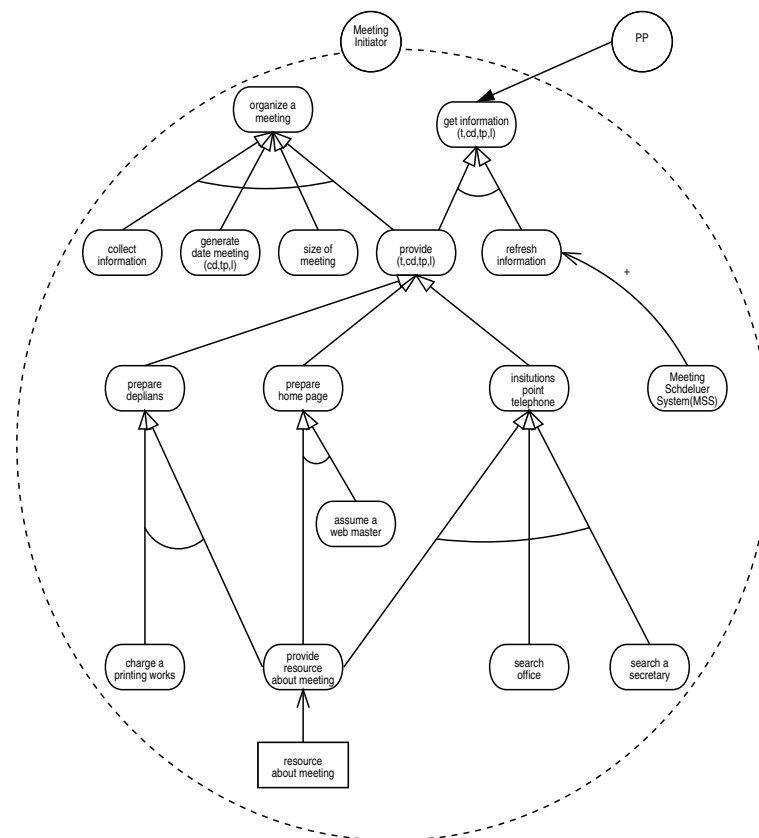 Meeting
Initiator
PP
organize a
meeting
get information
(t,cd,tp,l)
collect
information
generate
date meeting
(cd,tp,l)
size of
meeting
provide
(t,cd,tp,l)
refresh
information
+
prepare
deplians
prepare
home page
insitutions
point
telephone
Meeting
Schdeluer
System(MSS)
assume a
web master
charge a
printing works
provide
resource
about meeting
search
office
search a
secretary
resource
about meeting